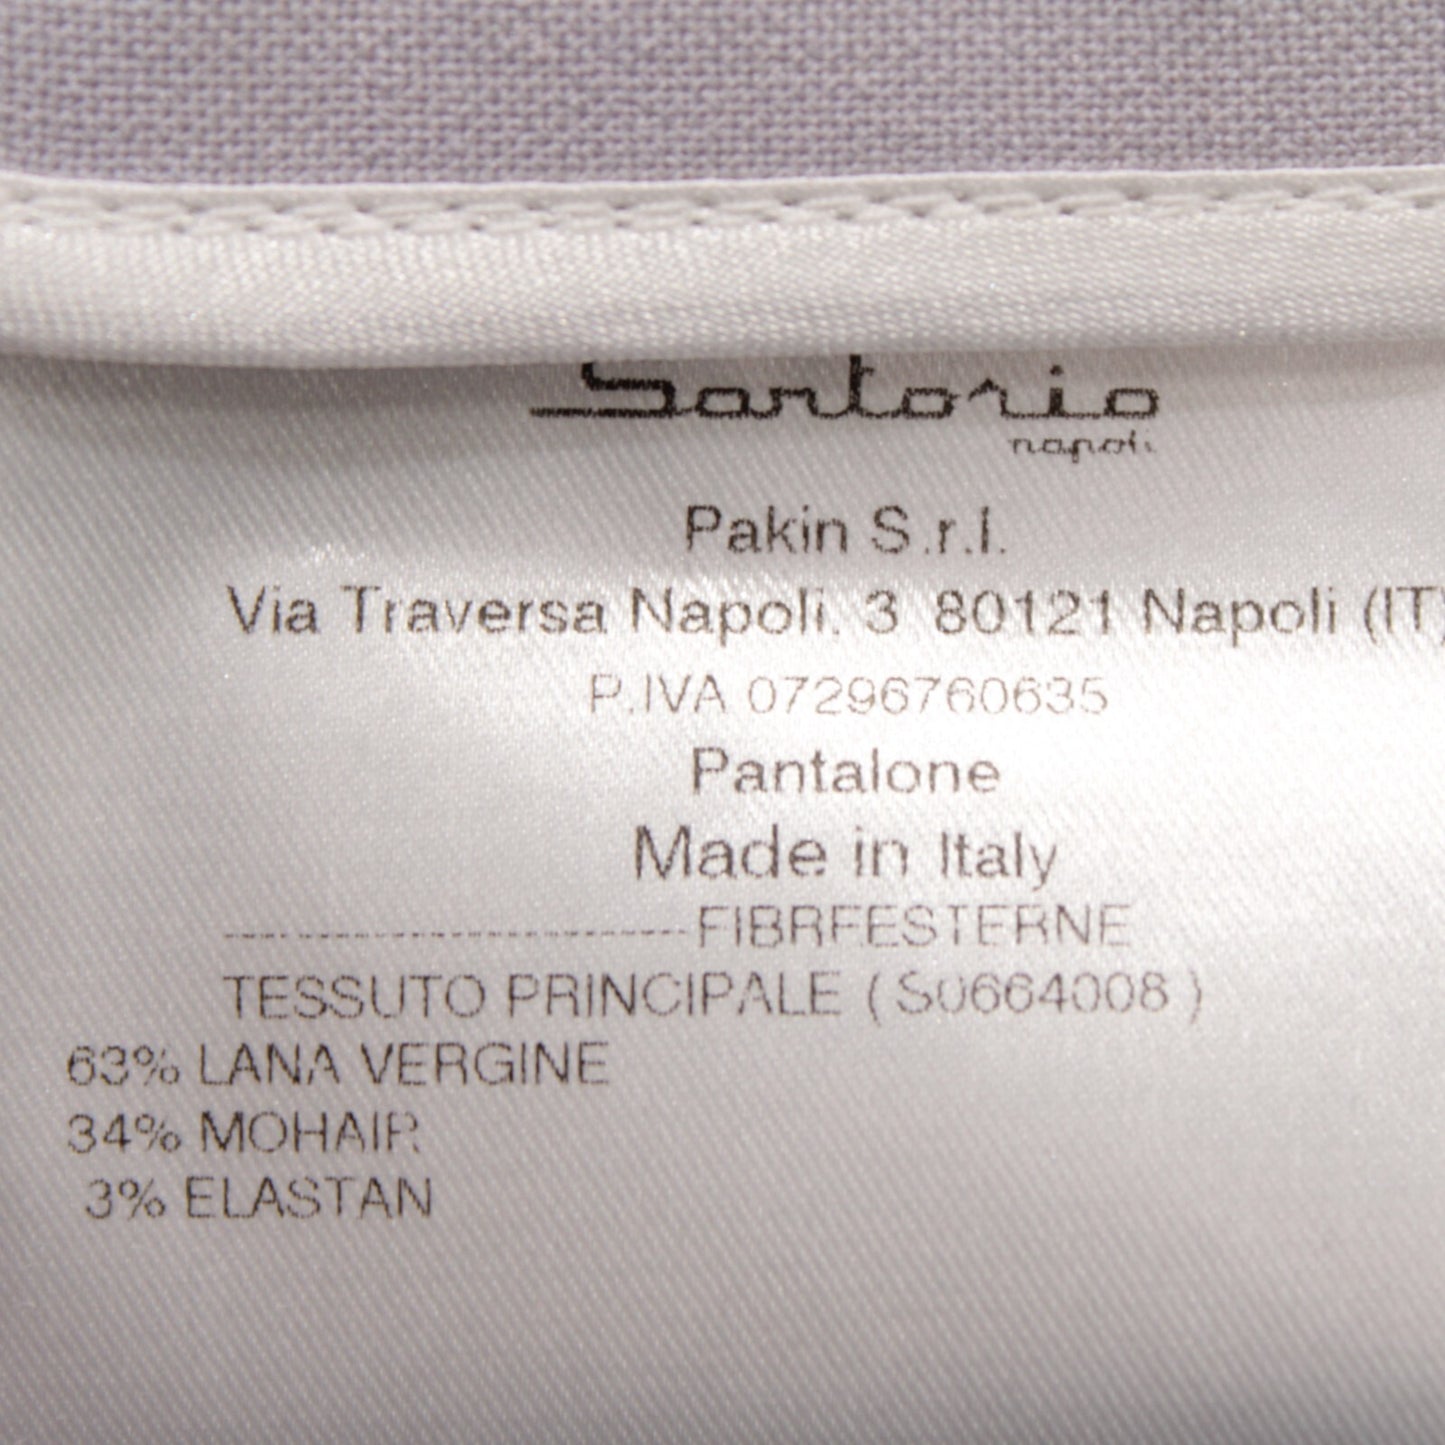 Sartorio
napoli
Pakin S.r.l.
Via Traversa Napoli, 3 80121 Napoli (IT)
P.IVA 07296760635
Pantalone
Made in Italy
-------------------------FIBREESTERNE
TESSUTO PRINCIPALE ( S0664008 )
63% LANA VERGINE
34% MOHAIR
3% ELASTAN